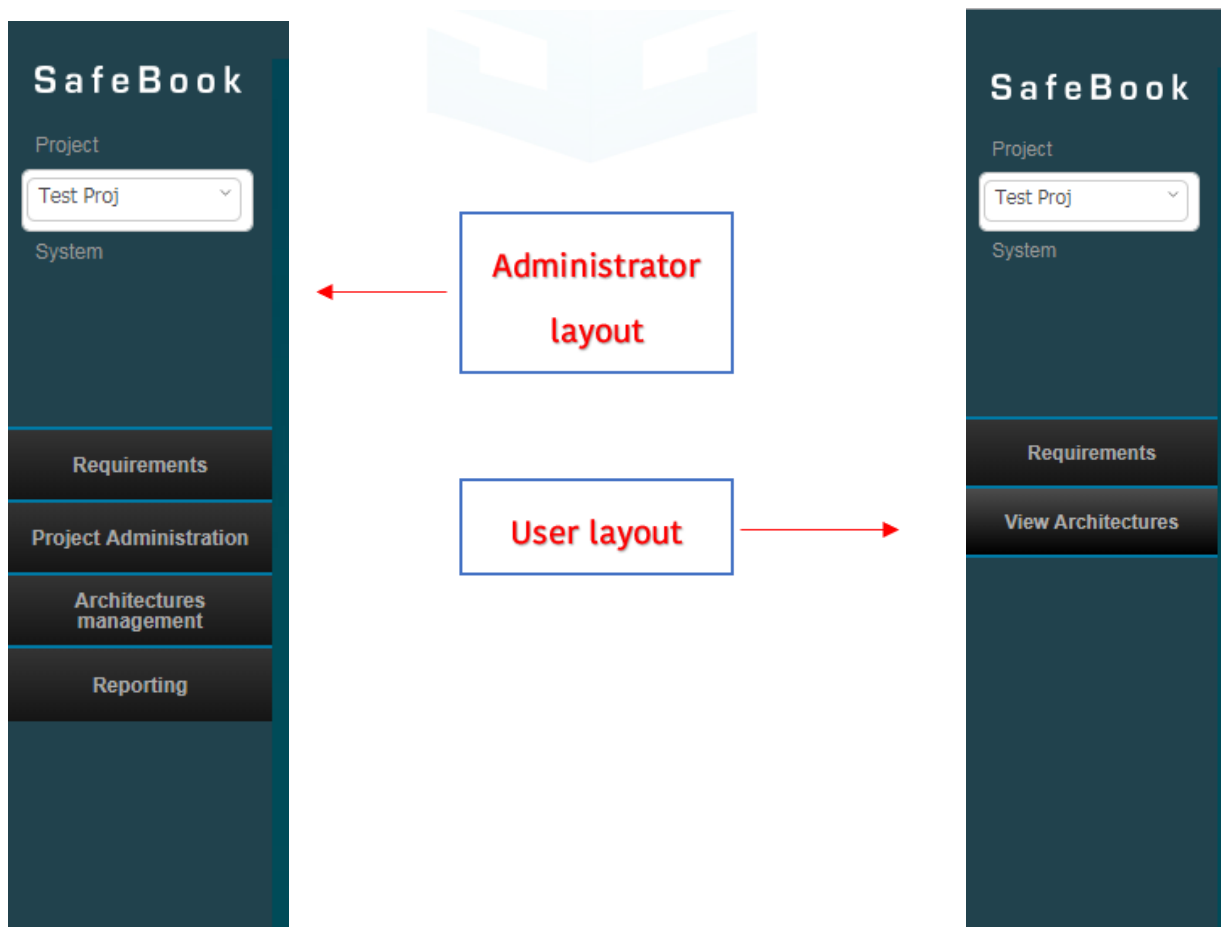 SafeBook
Project
Test Proj
System
Requirements
Project Administration
Architectures
management
Reporting
Administrator
layout
User layout
SafeBook
Project
Test Proj
System
Requirements
View Architectures